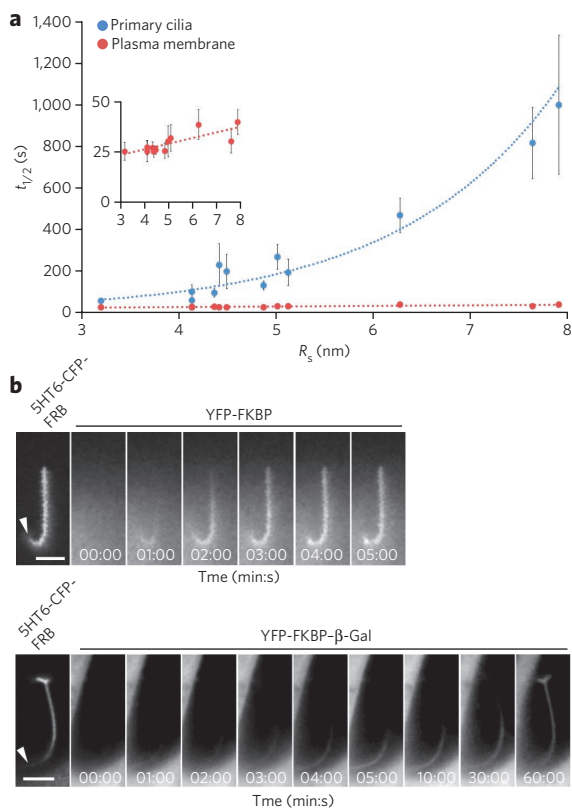 a
Primary cilia
Plasma membrane
1,400
1,200
1,000
800
600
400
200
0
t1/2 (s)
50
25
0
3 4 5 6 7 8
3 4 5 6 7 8
Rs (nm)
b
5HT6-CFP-
FRB
YFP-FKBP
00:00 01:00 02:00 03:00 04:00 05:00
Tme (min:s)
5HT6-CFP-
FRB
YFP-FKBP–β-Gal
00:00 01:00 02:00 03:00 04:00 05:00 10:00 30:00 60:00
Tme (min:s)